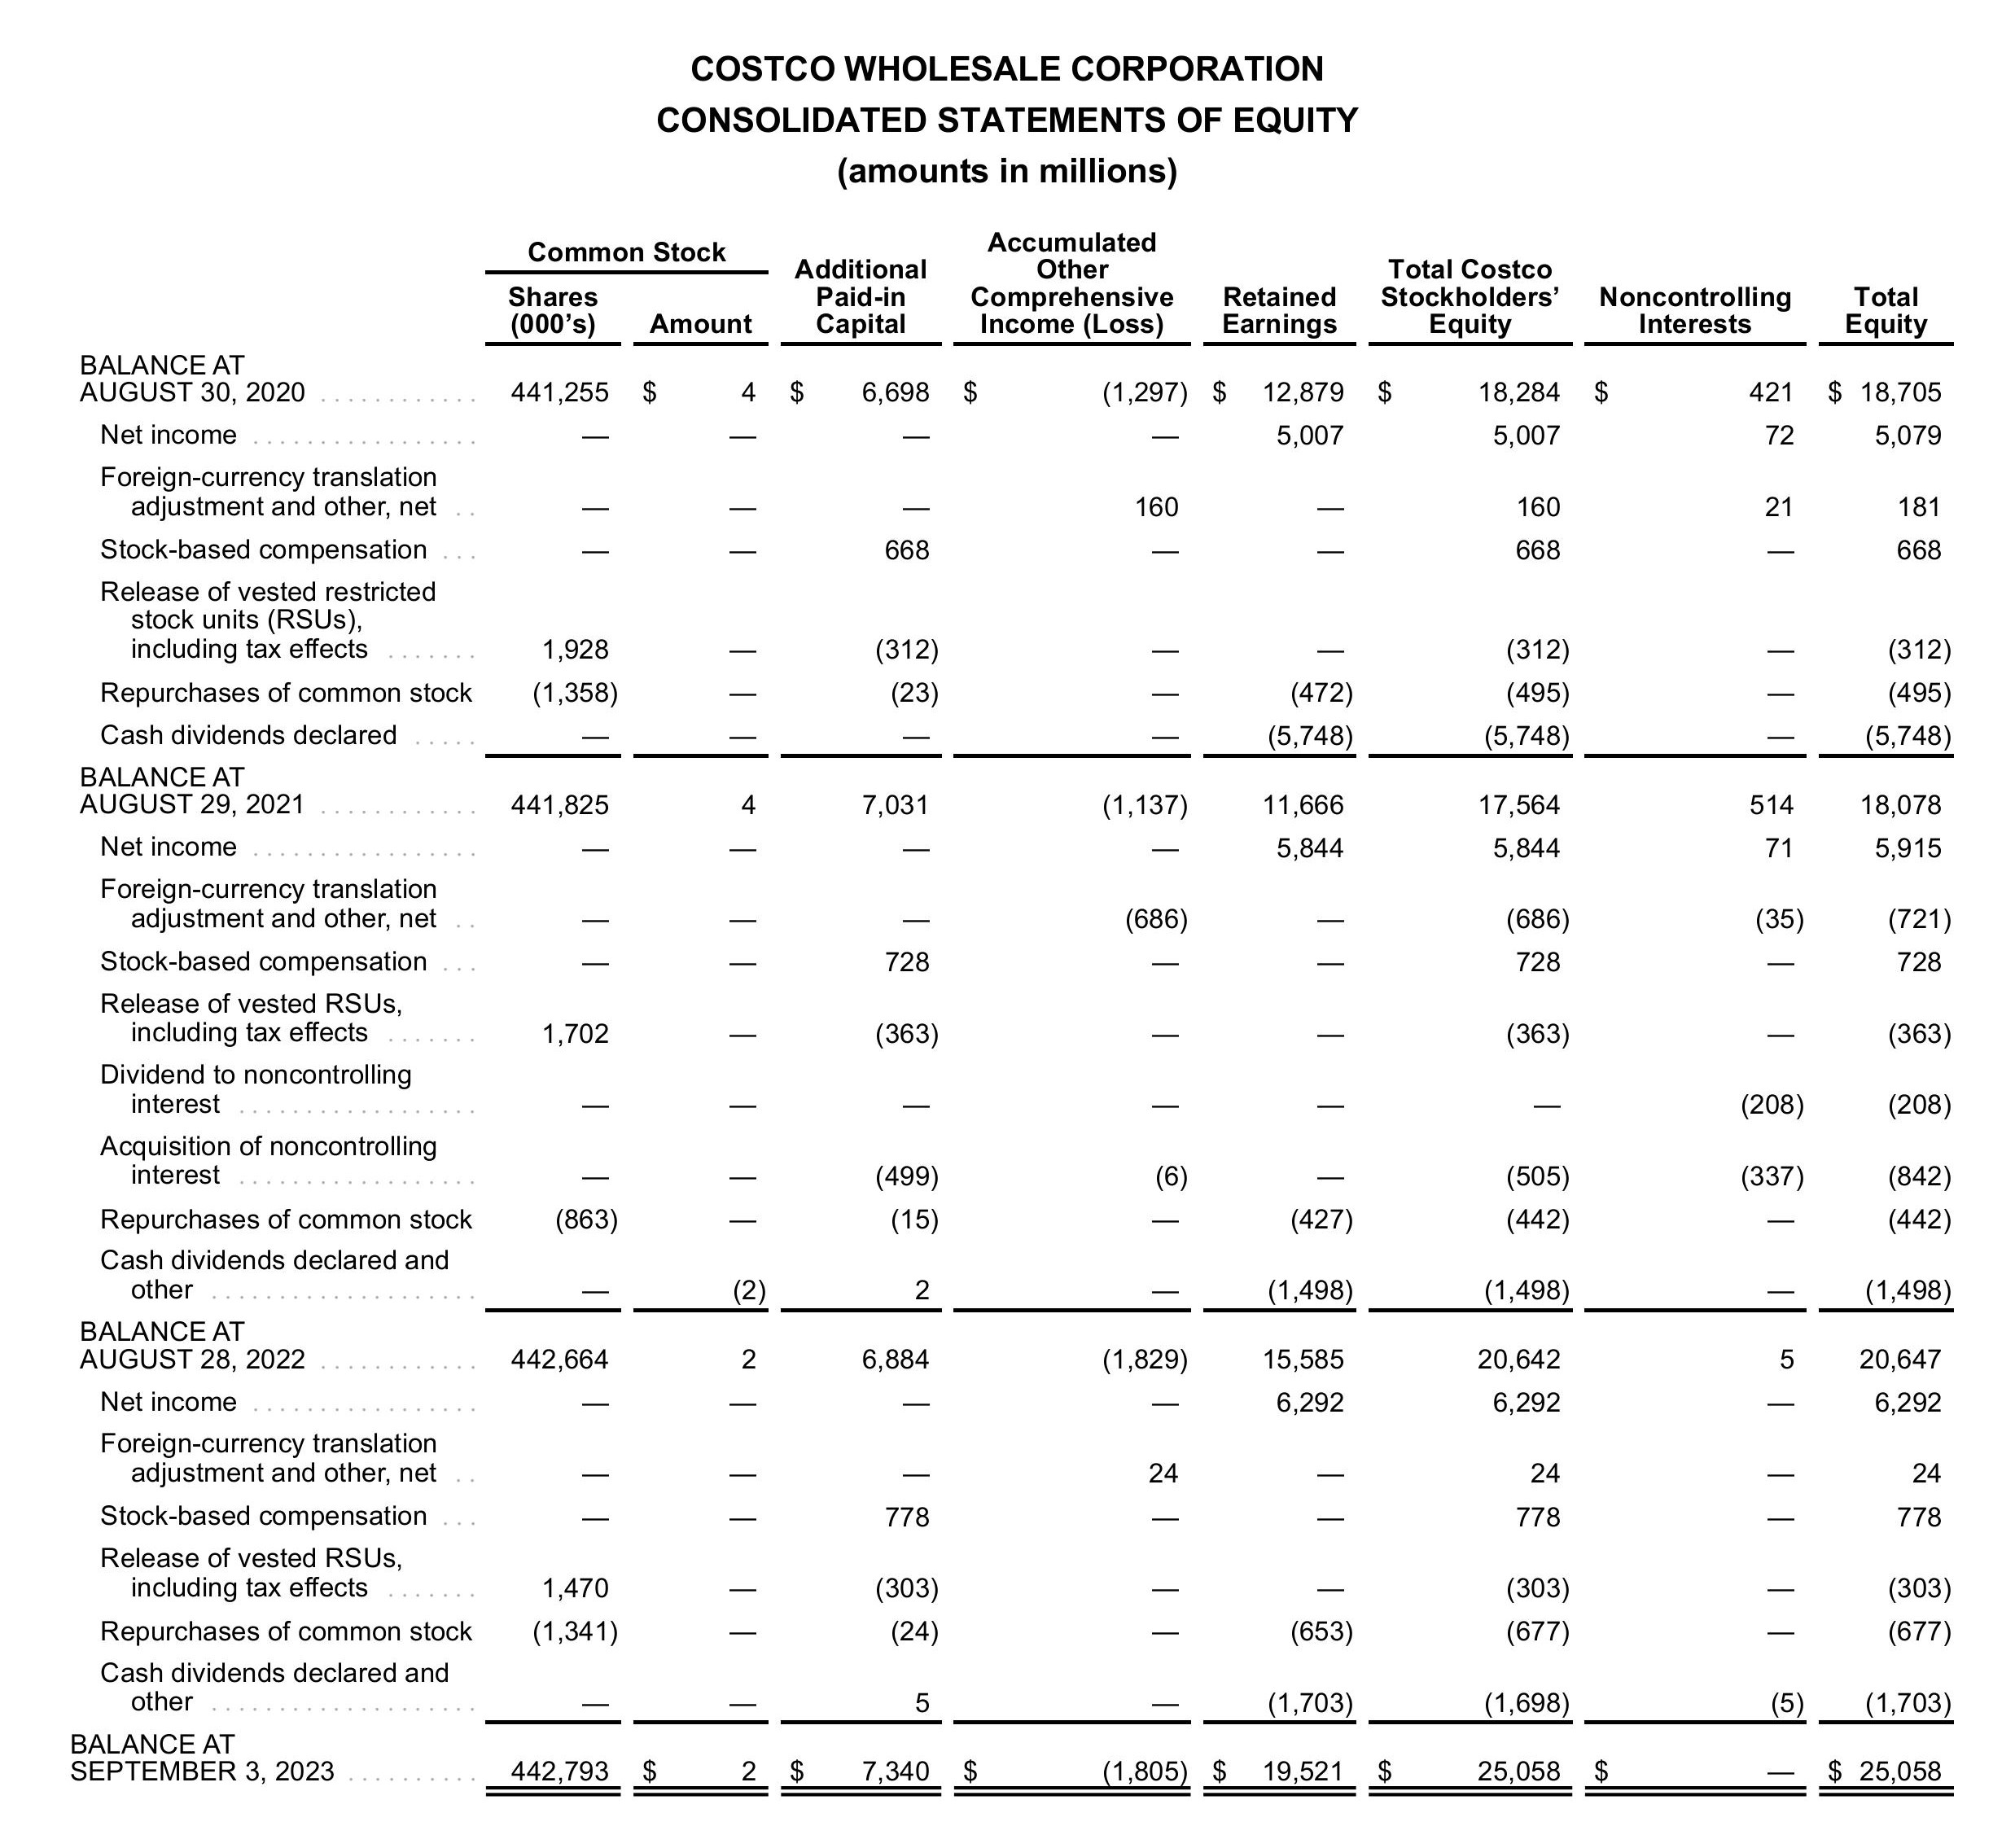 COSTCO WHOLESALE CORPORATION
CONSOLIDATED STATEMENTS OF EQUITY
(amounts in millions)
Common Stock
Shares (000’s) Amount Additional Paid-in Capital Accumulated Other Comprehensive Income (Loss) Retained Earnings Total Costco Stockholders’ Equity Noncontrolling Interests Total Equity
BALANCE AT
AUGUST 30, 2020 ............ 441,255 $ 4 $ 6,698 $ (1,297) $ 12,879 $ 18,284 $ 421 $ 18,705
Net income ................. — — — — 5,007 5,007 72 5,079
Foreign-currency translation
adjustment and other, net .. — — — 160 — 160 21 181
Stock-based compensation ... — — 668 — — 668 — 668
Release of vested restricted
stock units (RSUs),
including tax effects ....... 1,928 — (312) — — (312) — (312)
Repurchases of common stock (1,358) — (23) — (472) (495) — (495)
Cash dividends declared ..... — — — — (5,748) (5,748) — (5,748)
BALANCE AT
AUGUST 29, 2021 ............ 441,825 4 7,031 (1,137) 11,666 17,564 514 18,078
Net income ................. — — — — 5,844 5,844 71 5,915
Foreign-currency translation
adjustment and other, net .. — — — (686) — (686) (35) (721)
Stock-based compensation ... — — 728 — — 728 — 728
Release of vested RSUs,
including tax effects ....... 1,702 — (363) — — (363) — (363)
Dividend to noncontrolling
interest .................. — — — — — — (208) (208)
Acquisition of noncontrolling
interest .................. — — (499) (6) — (505) (337) (842)
Repurchases of common stock (863) — (15) — (427) (442) — (442)
Cash dividends declared and
other .................... — (2) 2 — (1,498) (1,498) — (1,498)
BALANCE AT
AUGUST 28, 2022 ............ 442,664 2 6,884 (1,829) 15,585 20,642 5 20,647
Net income ................. — — — — 6,292 6,292 — 6,292
Foreign-currency translation
adjustment and other, net .. — — — 24 — 24 — 24
Stock-based compensation ... — — 778 — — 778 — 778
Release of vested RSUs,
including tax effects ....... 1,470 — (303) — — (303) — (303)
Repurchases of common stock (1,341) — (24) — (653) (677) — (677)
Cash dividends declared and
other .................... — — 5 — (1,703) (1,698) (5) (1,703)
BALANCE AT
SEPTEMBER 3, 2023 .......... 442,793 $ 2 $ 7,340 $ (1,805) $ 19,521 $ 25,058 $ — $ 25,058